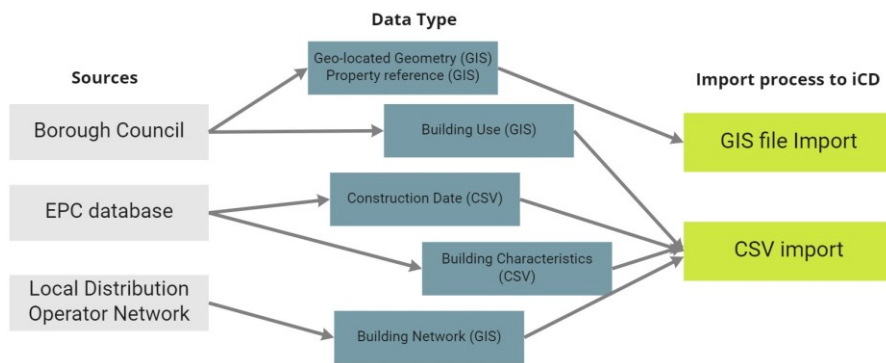 Data Type
Sources
Import process to iCD
Geo-located Geometry (GIS)
Property reference (GIS)
Borough Council
Building Use (GIS)
GIS file Import
EPC database
Construction Date (CSV)
Building Characteristics
(CSV)
CSV import
Local Distribution
Operator Network
Building Network (GIS)